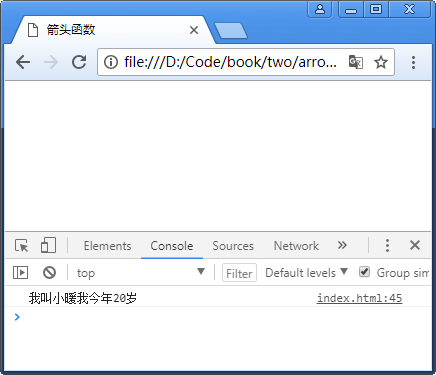 箭头函数
file:///D:/Code/book/two/arro...
Elements Console Sources Network
top Filter Default levels Group sim
我叫小暖我今年20岁 index.html:45